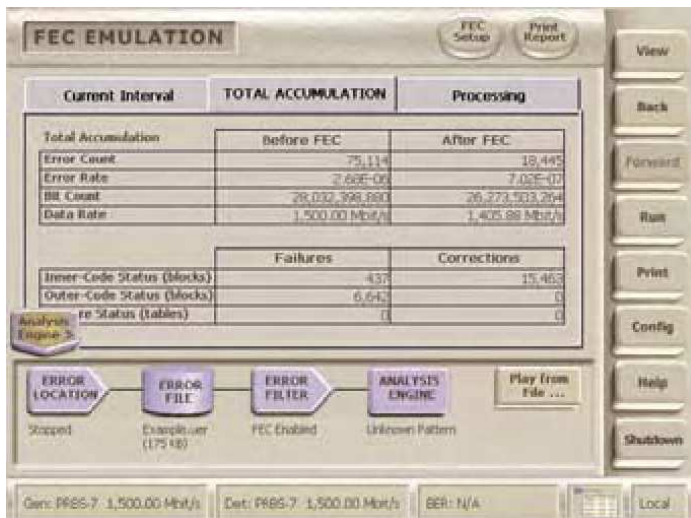 FEC EMULATION
FEC Setup
Print Report
View
Back
Forward
Run
Print
Config
Help
Shutdown
Current Interval TOTAL ACCUMULATION Processing
Total Accumulation Before FEC After FEC
Error Count 75,114 18,445
Error Rate 2.68E-06 7.02E-07
Bit Count 28,032,398,880 26,273,503,264
Data Rate 1,500.00 Mbit/s 1,405.88 Mbit/s
Failures Corrections
Inner-Code Status (blocks) 437 15,463
Outer-Code Status (blocks) 6,642 0
re Status (tables) 0 0
Analysis Engine
ERROR LOCATION
ERROR FILE
ERROR FILTER
ANALYSIS ENGINE
Play from File ...
Stopped
Example.uer (175 KB)
FEC Enabled
Unknown Pattern
Gen: PRBS-7 1,500.00 Mbit/s
Det: PRBS-7 1,500.00 Mbit/s
BER: N/A
Local